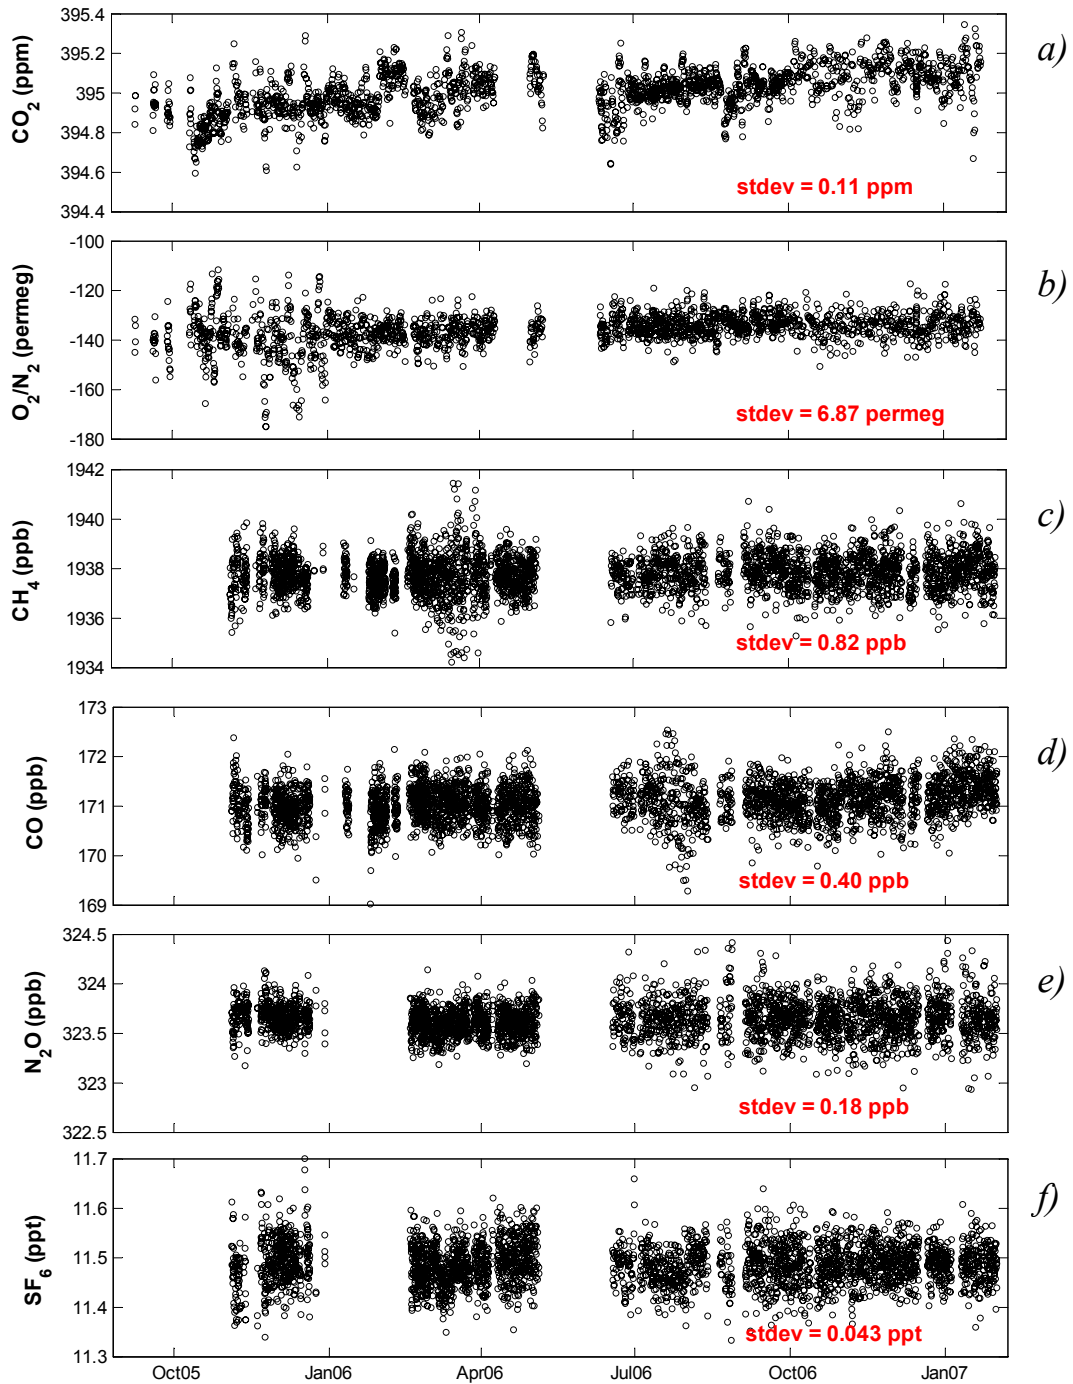 395.4
395.2
395
394.8
394.6
394.4
CO2 (ppm)
stdev = 0.11 ppm
a)
-100
-120
-140
-160
-180
O2/N2 (permeg)
stdev = 6.87 permeg
b)
1942
1940
1938
1936
1934
CH4 (ppb)
stdev = 0.82 ppb
c)
173
172
171
170
169
CO (ppb)
stdev = 0.40 ppb
d)
324.5
324
323.5
323
322.5
N2O (ppb)
stdev = 0.18 ppb
e)
11.7
11.6
11.5
11.4
11.3
SF6 (ppt)
stdev = 0.043 ppt
f)
Oct05 Jan06 Apr06 Jul06 Oct06 Jan07